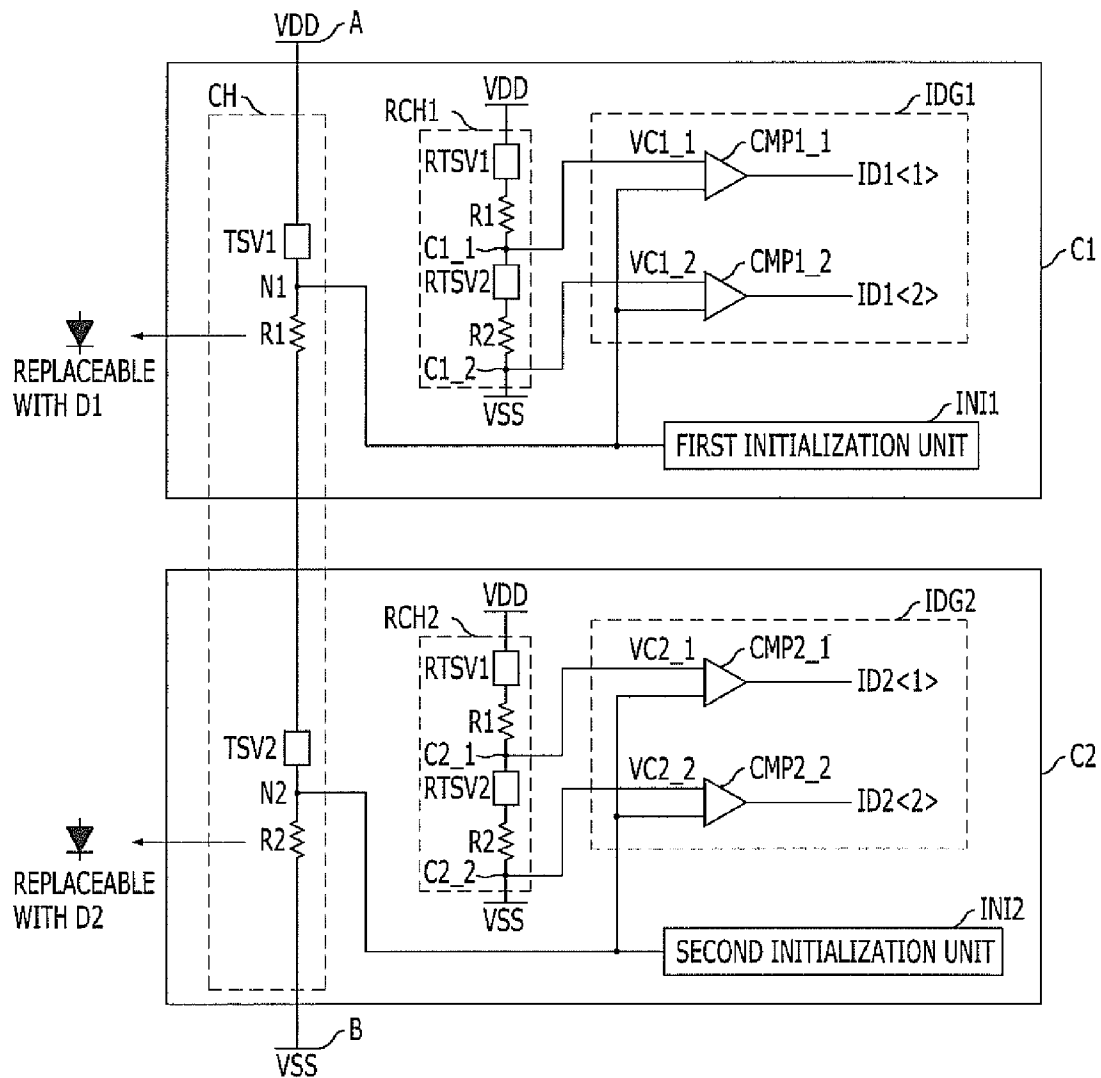 VDD
A
CH
VDD
RCH1
IDG1
RTSV1
VC1_1
CMP1_1
ID1<1>
R1
TSV1
C1_1
RTSV2
VC1_2
CMP1_2
C1
N1
ID1<2>
R1
R2
REPLACEABLE
WITH D1
C1_2
VSS
INI1
FIRST INITIALIZATION UNIT
VDD
RCH2
IDG2
RTSV1
VC2_1
CMP2_1
ID2<1>
R1
TSV2
C2_1
RTSV2
VC2_2
CMP2_2
C2
N2
ID2<2>
R2
R2
REPLACEABLE
WITH D2
C2_2
VSS
INI2
SECOND INITIALIZATION UNIT
B
VSS